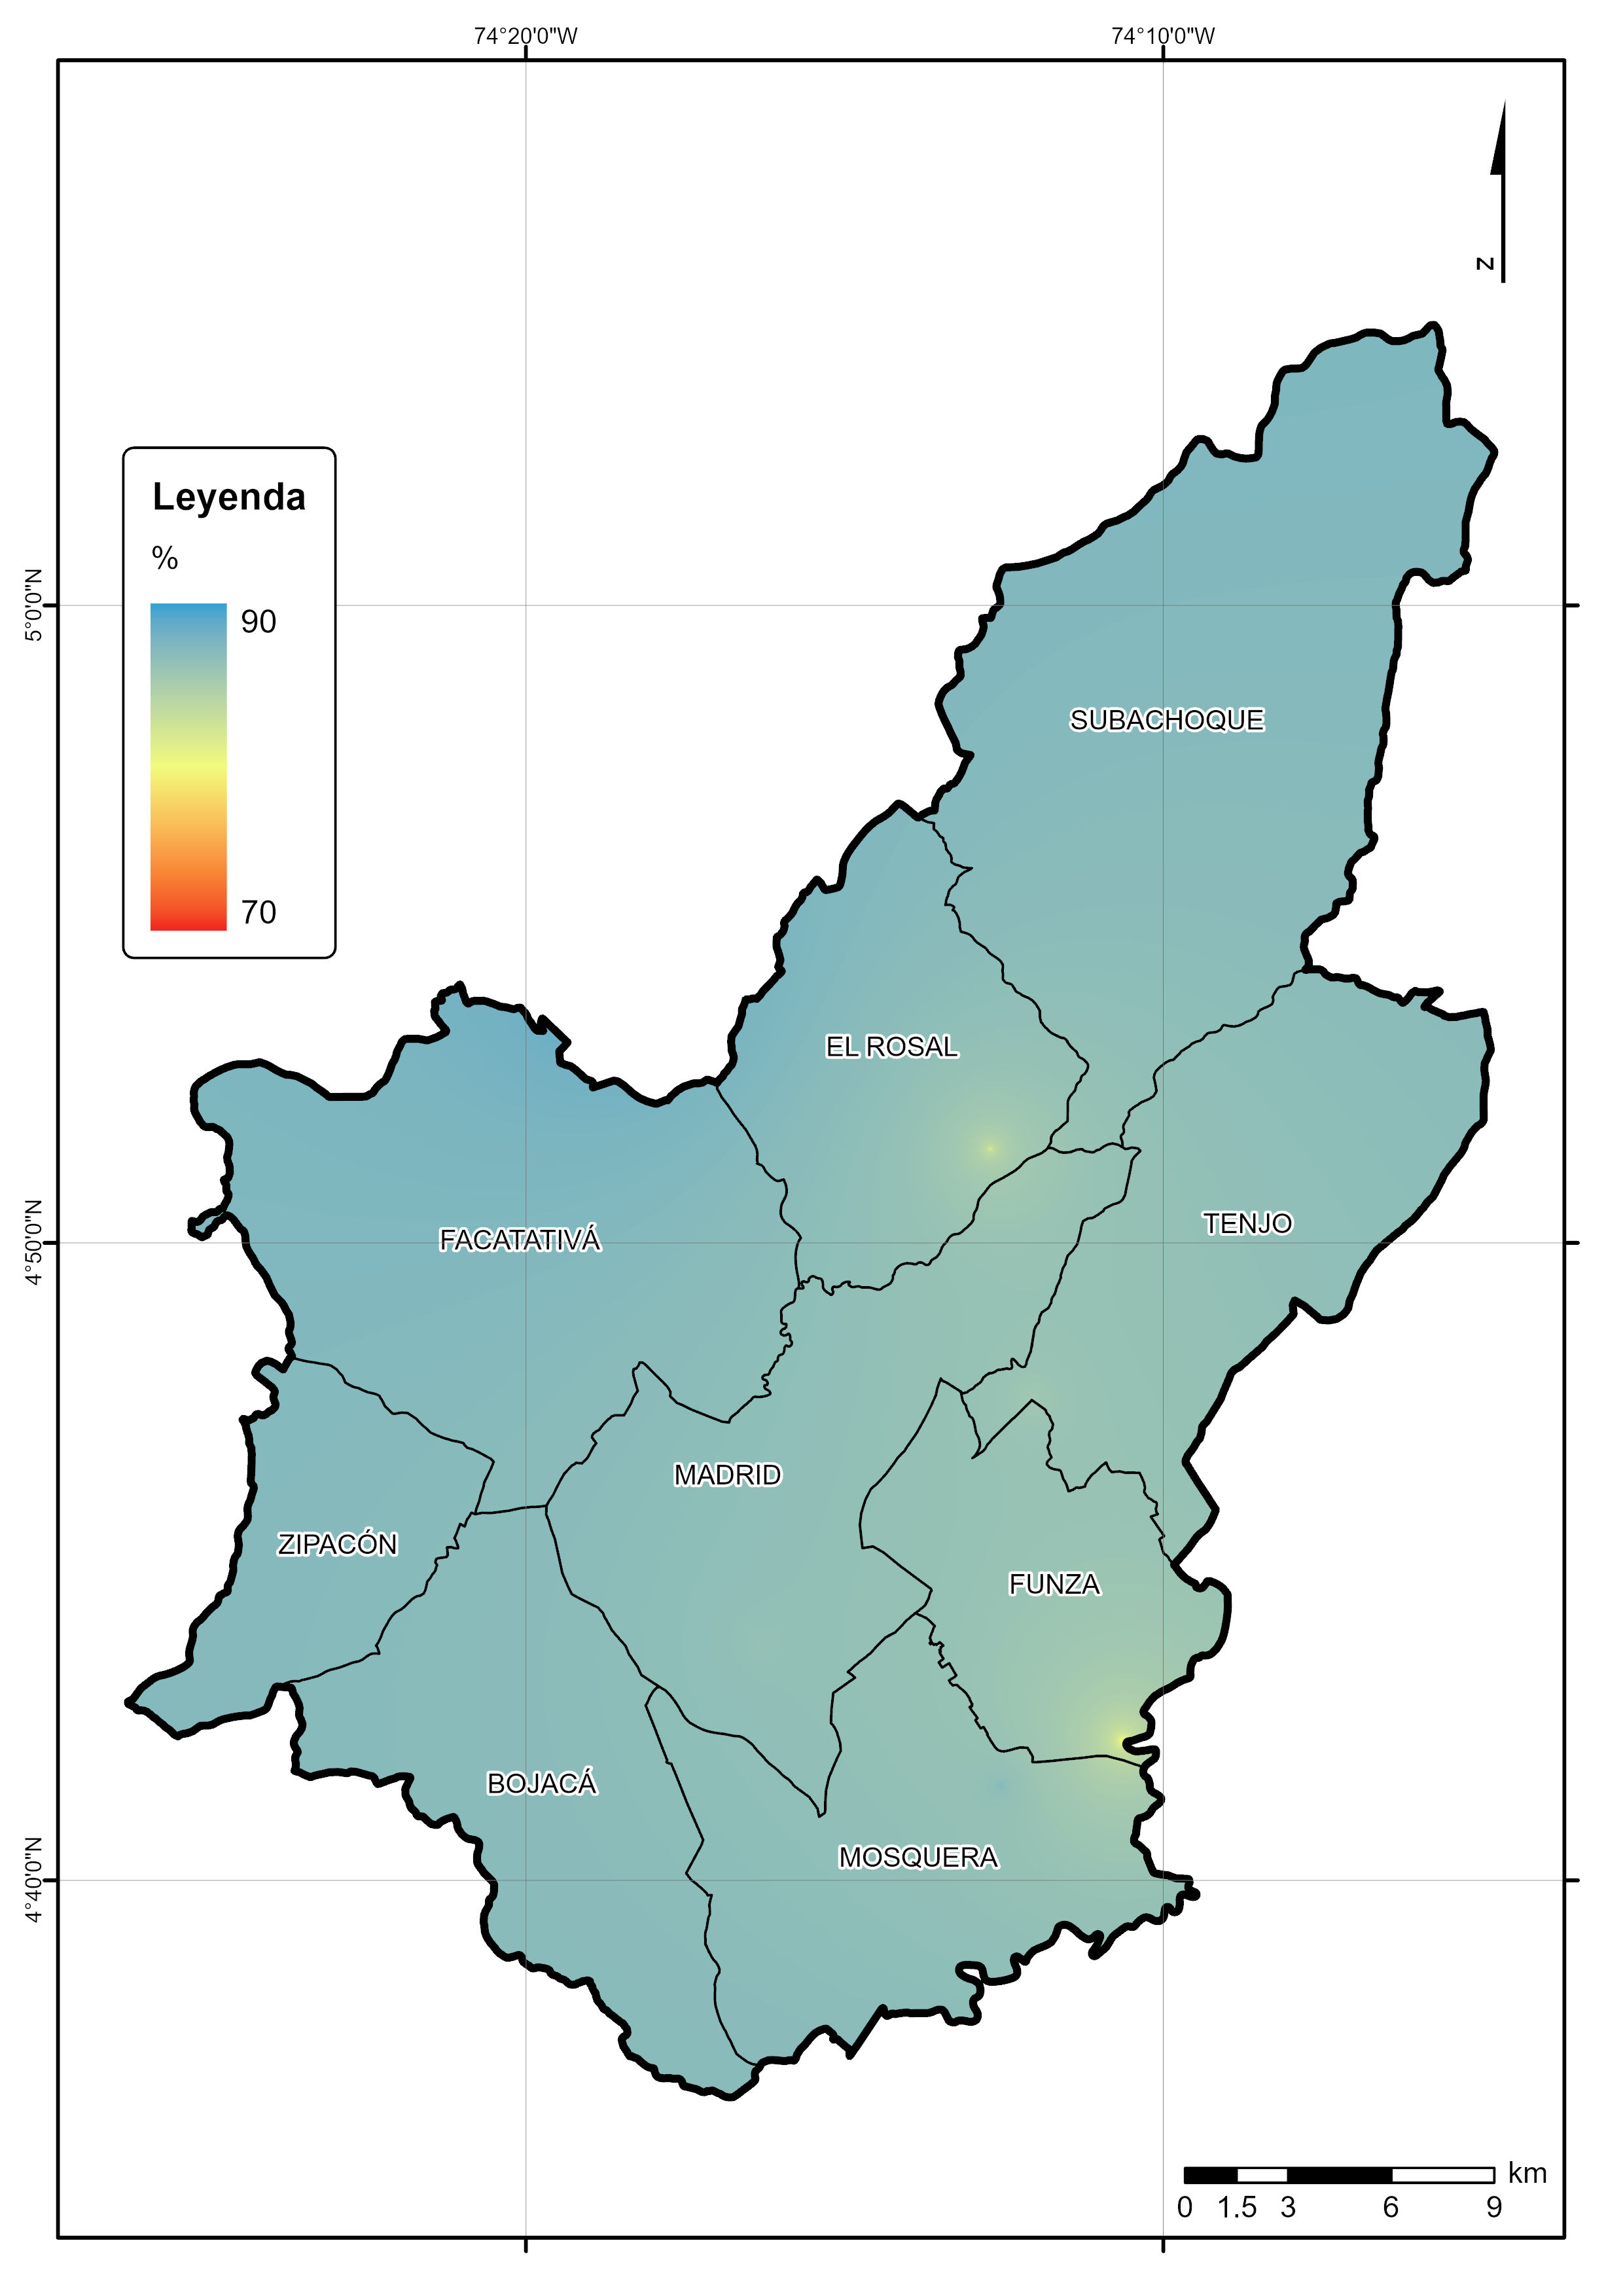 74°20'0"W 74°10'0"W
N
Leyenda
%
90
70
5°0'0"N
4°50'0"N
4°40'0"N
SUBACHOQUE
EL ROSAL
TENJO
FACATATIVÁ
MADRID
ZIPACÓN
FUNZA
BOJACÁ
MOSQUERA
km
0 1.5 3 6 9